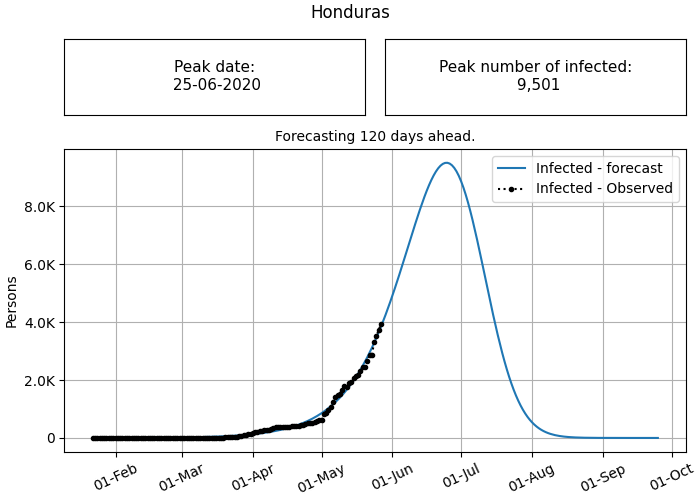 Honduras
Peak date:
25-06-2020
Peak number of infected:
9,501
Forecasting 120 days ahead.
Infected - forecast
Infected - Observed
Persons
8.0K
6.0K
4.0K
2.0K
0
01-Feb
01-Mar
01-Apr
01-May
01-Jun
01-Jul
01-Aug
01-Sep
01-Oct